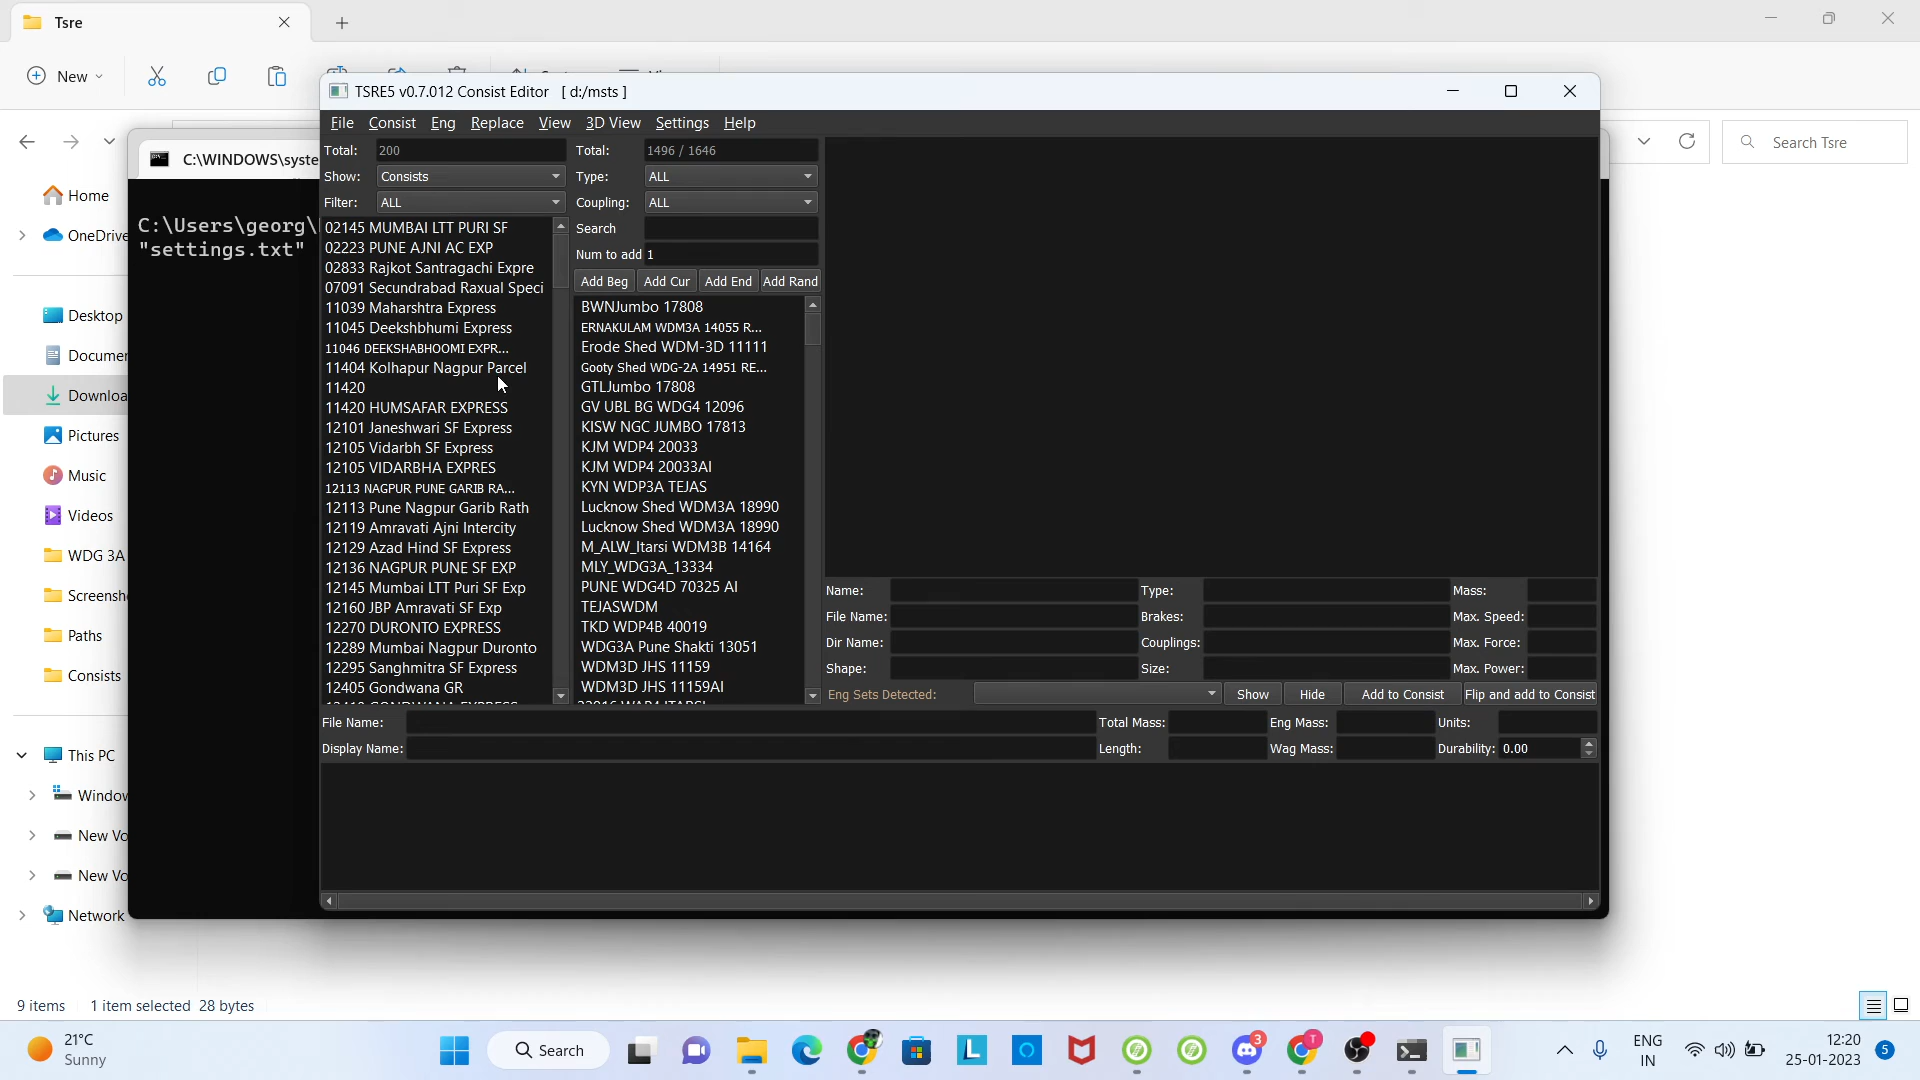 Tsre
New
C:\WINDOWS\syste
C:\Users\georg\
"settings.txt"
Search Tsre
Home
OneDrive
Desktop
Documen
Downloa
Pictures
Music
Videos
WDG 3A
Screensh
Paths
Consists
This PC
Window
New Vo
New Vo
Network
TSRE5 v0.7.012 Consist Editor [ d:/msts ]
File Consist Eng Replace View 3D View Settings Help
Total: 200
Show: Consists
Filter: ALL
02145 MUMBAI LTT PURI SF
02223 PUNE AJNI AC EXP
02833 Rajkot Santragachi Expre
07091 Secundrabad Raxual Speci
11039 Maharshtra Express
11045 Deekshbhumi Express
11046 DEEKSHABHOOMI EXPR...
11404 Kolhapur Nagpur Parcel
11420
11420 HUMSAFAR EXPRESS
12101 Janeshwari SF Express
12105 Vidarbh SF Express
12105 VIDARBHA EXPRES
12113 NAGPUR PUNE GARIB RA...
12113 Pune Nagpur Garib Rath
12119 Amravati Ajni Intercity
12129 Azad Hind SF Express
12136 NAGPUR PUNE SF EXP
12145 Mumbai LTT Puri SF Exp
12160 JBP Amravati SF Exp
12270 DURONTO EXPRESS
12289 Mumbai Nagpur Duronto
12295 Sanghmitra SF Express
12405 Gondwana GR
Total: 1496 / 1646
Type: ALL
Coupling: ALL
Search
Num to add 1
Add Beg Add Cur Add End Add Rand
BWNJumbo 17808
ERNAKULAM WDM3A 14055 R...
Erode Shed WDM-3D 11111
Gooty Shed WDG-2A 14951 RE...
GTLJumbo 17808
GV UBL BG WDG4 12096
KISW NGC JUMBO 17813
KJM WDP4 20033
KJM WDP4 20033AI
KYN WDP3A TEJAS
Lucknow Shed WDM3A 18990
Lucknow Shed WDM3A 18990
M_ALW_Itarsi WDM3B 14164
MLY_WDG3A_13334
PUNE WDG4D 70325 AI
TEJASWDM
TKD WDP4B 40019
WDG3A Pune Shakti 13051
WDM3D JHS 11159
WDM3D JHS 11159AI
Name: Type: Mass:
File Name: Brakes: Max. Speed:
Dir Name: Couplings: Max. Force:
Shape: Size: Max. Power:
Eng Sets Detected: Show Hide Add to Consist Flip and add to Consist
File Name: Total Mass: Eng Mass: Units:
Display Name: Length: Wag Mass: Durability: 0.00
9 items 1 item selected 28 bytes
21°C
Sunny
Search
3
T
ENG
IN
12:20
25-01-2023
5